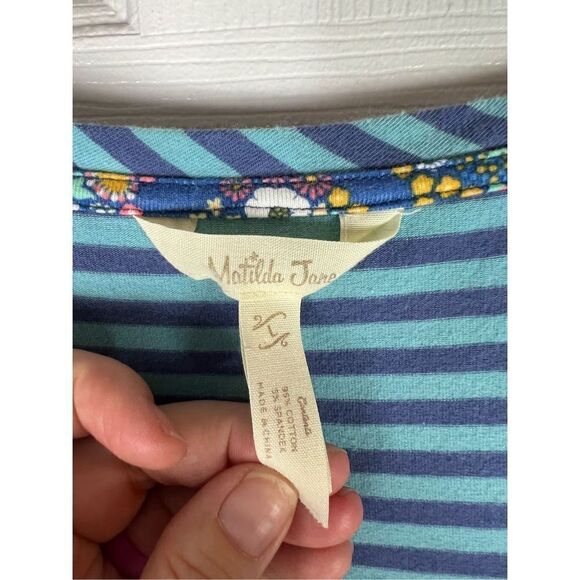 Matilda Jane
L
Contents
95% COTTON
5% SPANDEX
MADE IN CHINA